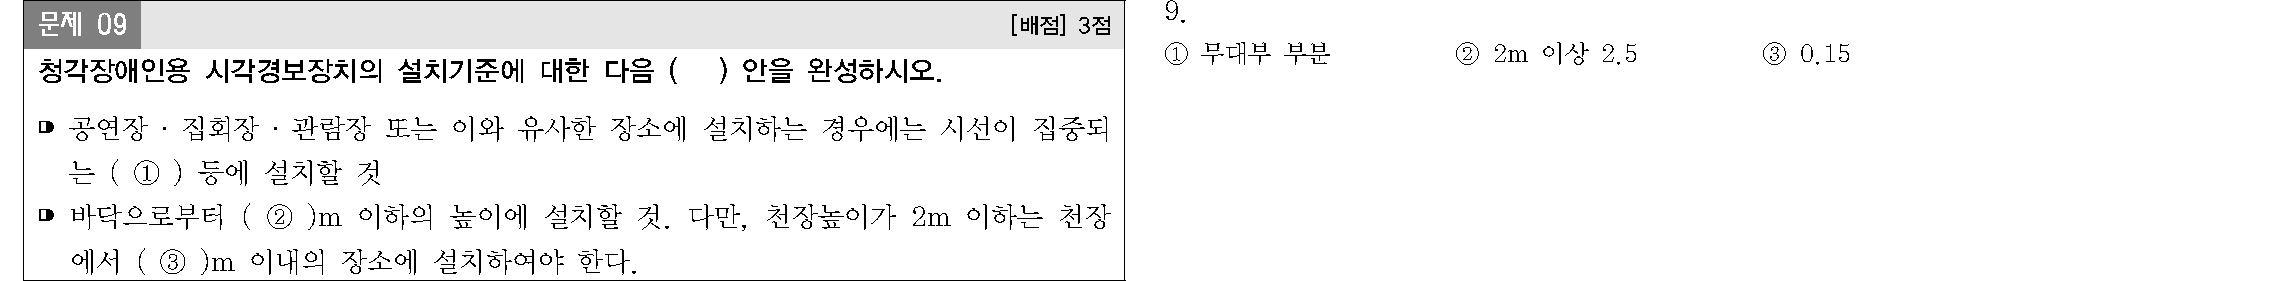 문제 09
[배점] 3점
청각장애인용 시각경보장치의 설치기준에 대한 다음 (   ) 안을 완성하시오.
공연장 · 집회장 · 관람장 또는 이와 유사한 장소에 설치하는 경우에는 시선이 집중되
는 ( ① ) 등에 설치할 것
바닥으로부터 ( ② )m 이하의 높이에 설치할 것. 다만, 천장높이가 2m 이하는 천장
에서 ( ③ )m 이내의 장소에 설치하여야 한다.
9.
① 무대부 부분 ② 2m 이상 2.5 ③ 0.15